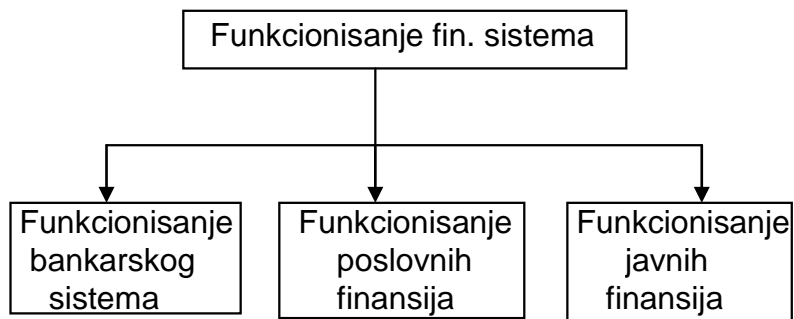 Funkcionisanje fin. sistema
Funkcionisanje
bankarskog
sistema
Funkcionisanje
poslovnih
finansija
Funkcionisanje
javnih
finansija